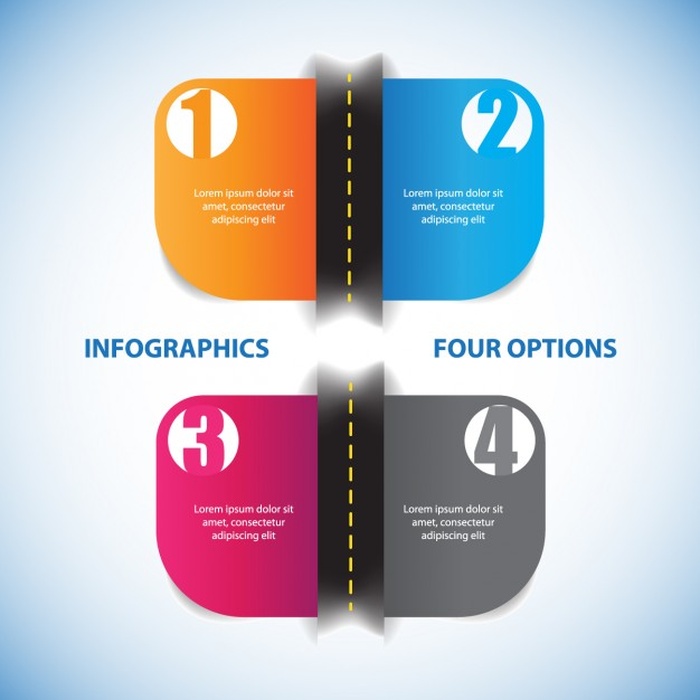 1
2
Lorem ipsum dolor sit
amet, consectetur
adipiscing elit
Lorem ipsum dolor sit
amet, consectetur
adipiscing elit
INFOGRAPHICS
FOUR OPTIONS
3
4
Lorem ipsum dolor sit
amet, consectetur
adipiscing elit
Lorem ipsum dolor sit
amet, consectetur
adipiscing elit